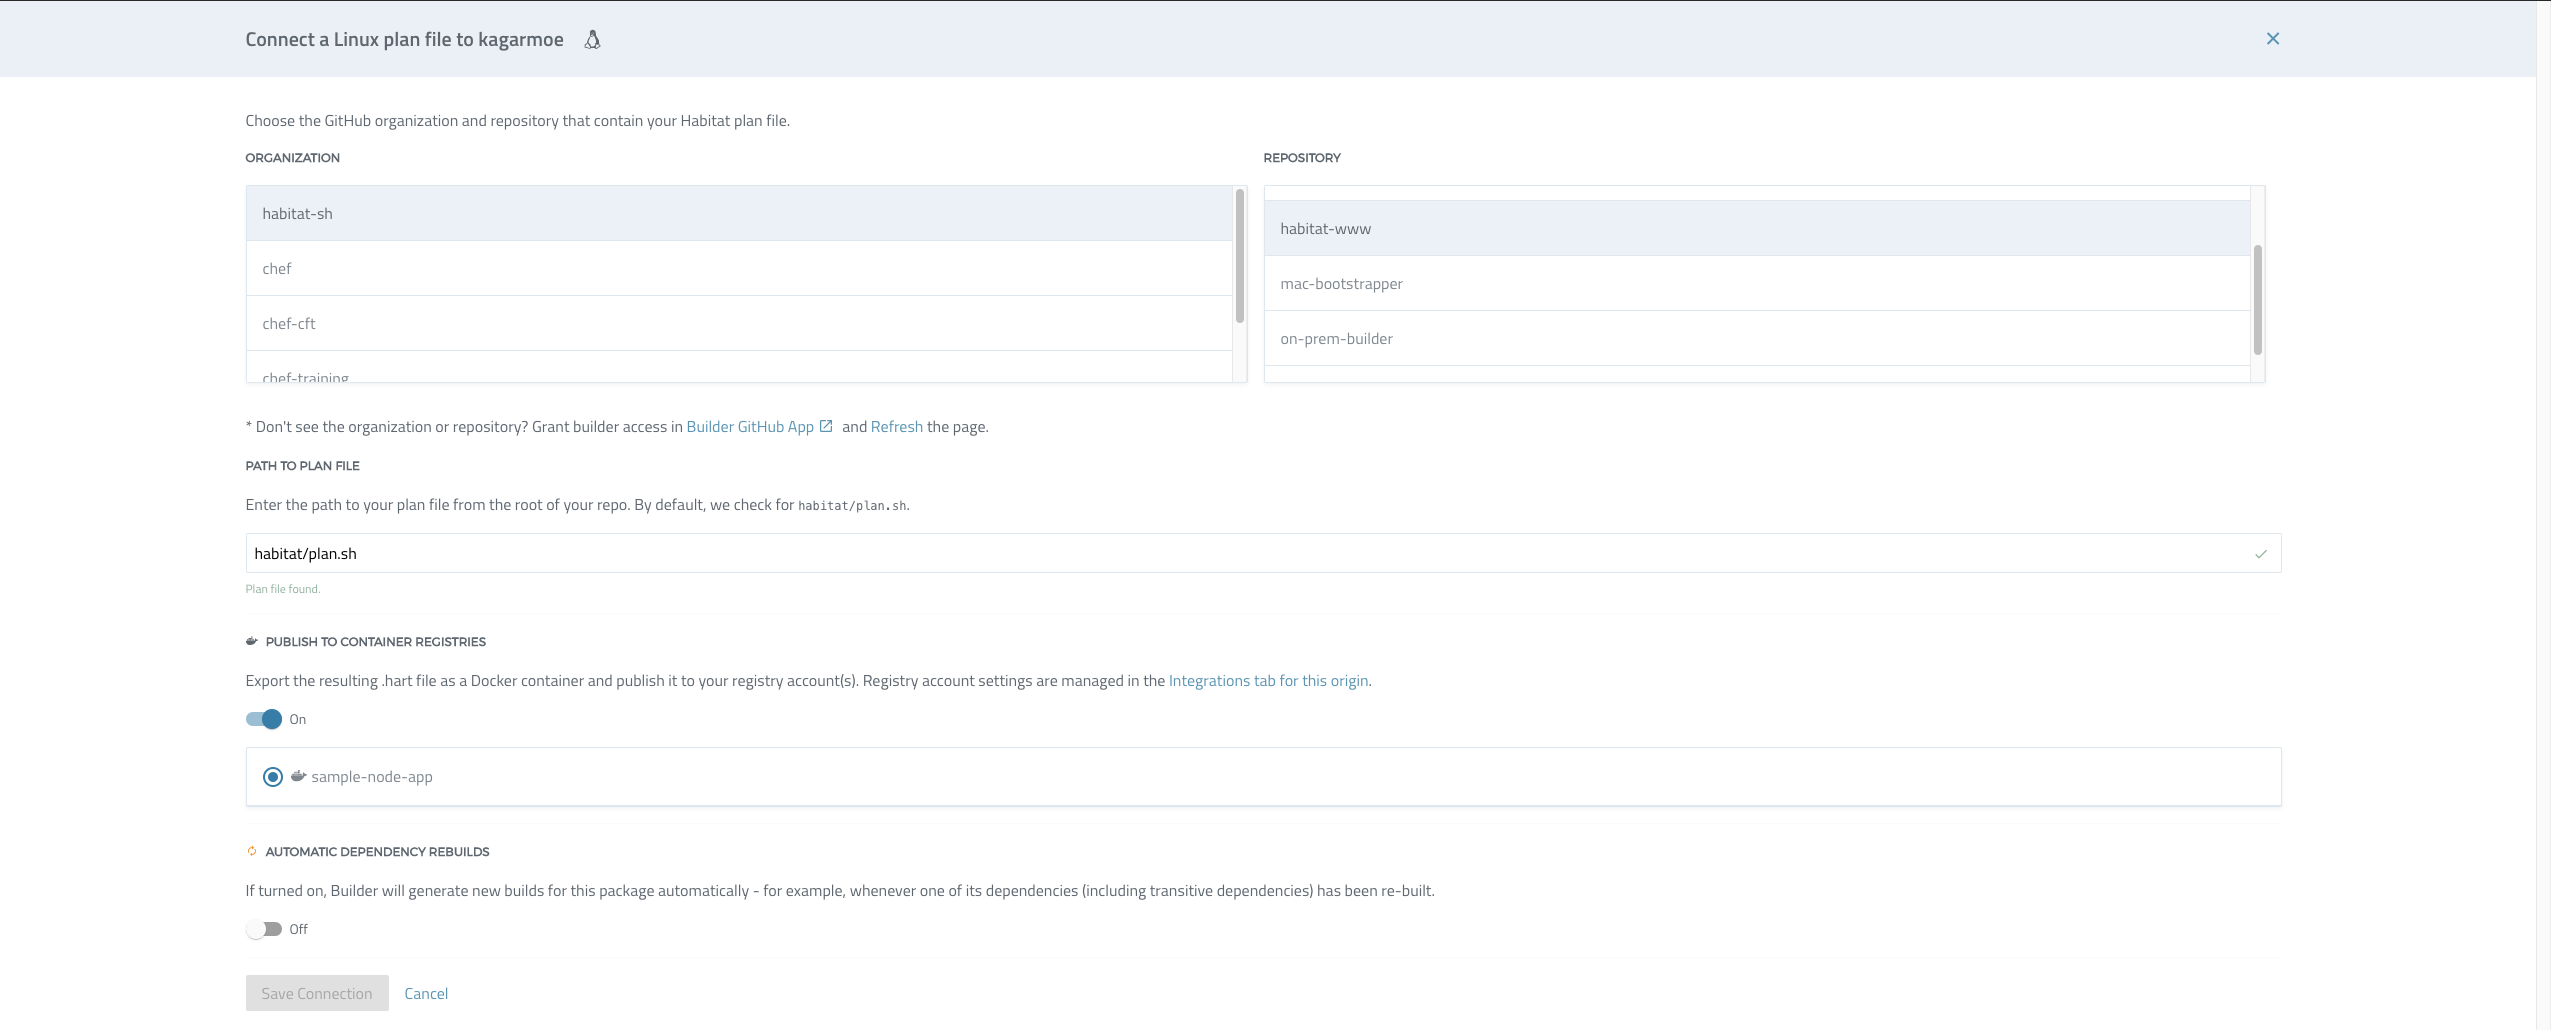 Connect a Linux plan file to kagarmoe
Choose the GitHub organization and repository that contain your Habitat plan file.
ORGANIZATION
habitat-sh
chef
chef-cft
chef-training
REPOSITORY
habitat-www
mac-bootstrapper
on-prem-builder
* Don't see the organization or repository? Grant builder access in Builder GitHub App and Refresh the page.
PATH TO PLAN FILE
Enter the path to your plan file from the root of your repo. By default, we check for habitat/plan.sh.
habitat/plan.sh
Plan file found.
PUBLISH TO CONTAINER REGISTRIES
Export the resulting .hart file as a Docker container and publish it to your registry account(s). Registry account settings are managed in the Integrations tab for this origin.
On
sample-node-app
AUTOMATIC DEPENDENCY REBUILDS
If turned on, Builder will generate new builds for this package automatically - for example, whenever one of its dependencies (including transitive dependencies) has been re-built.
Off
Save Connection Cancel